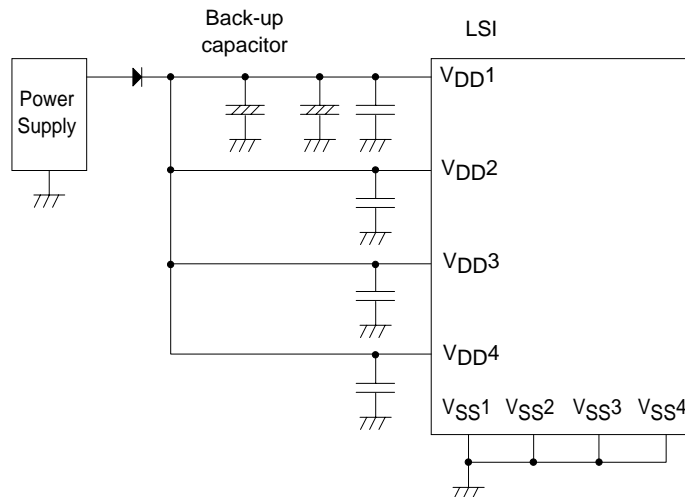 Back-up
capacitor
LSI
Power
Supply
VDD1
VDD2
VDD3
VDD4
VSS1 VSS2 VSS3 VSS4